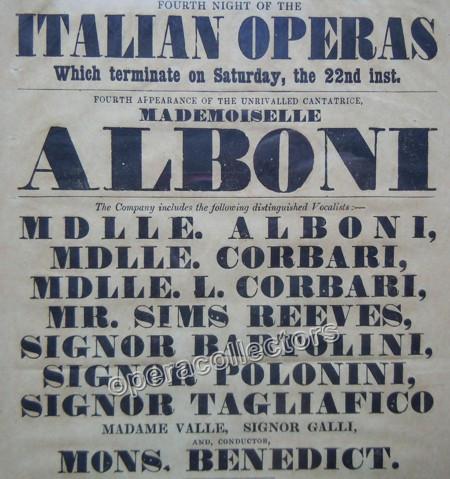 FOURTH NIGHT OF THE
ITALIAN OPERAS
Which terminate on Saturday, the 22nd inst.
FOURTH APPEARANCE OF THE UNRIVALLED CANTATRICE,
MADEMOISELLE
ALBONI
The Company includes the following distinguished Vocalists:—
MDLLE. ALBONI,
MDLLE. CORBARI,
MDLLE. L. CORBARI,
MR. SIMS REEVES,
SIGNOR BARTOLINI,
©operacollectors
SIGNOR POLONINI,
SIGNOR TAGLIAFICO
MADAME VALLE, SIGNOR GALLI,
AND, CONDUCTOR,
MONS. BENEDICT.